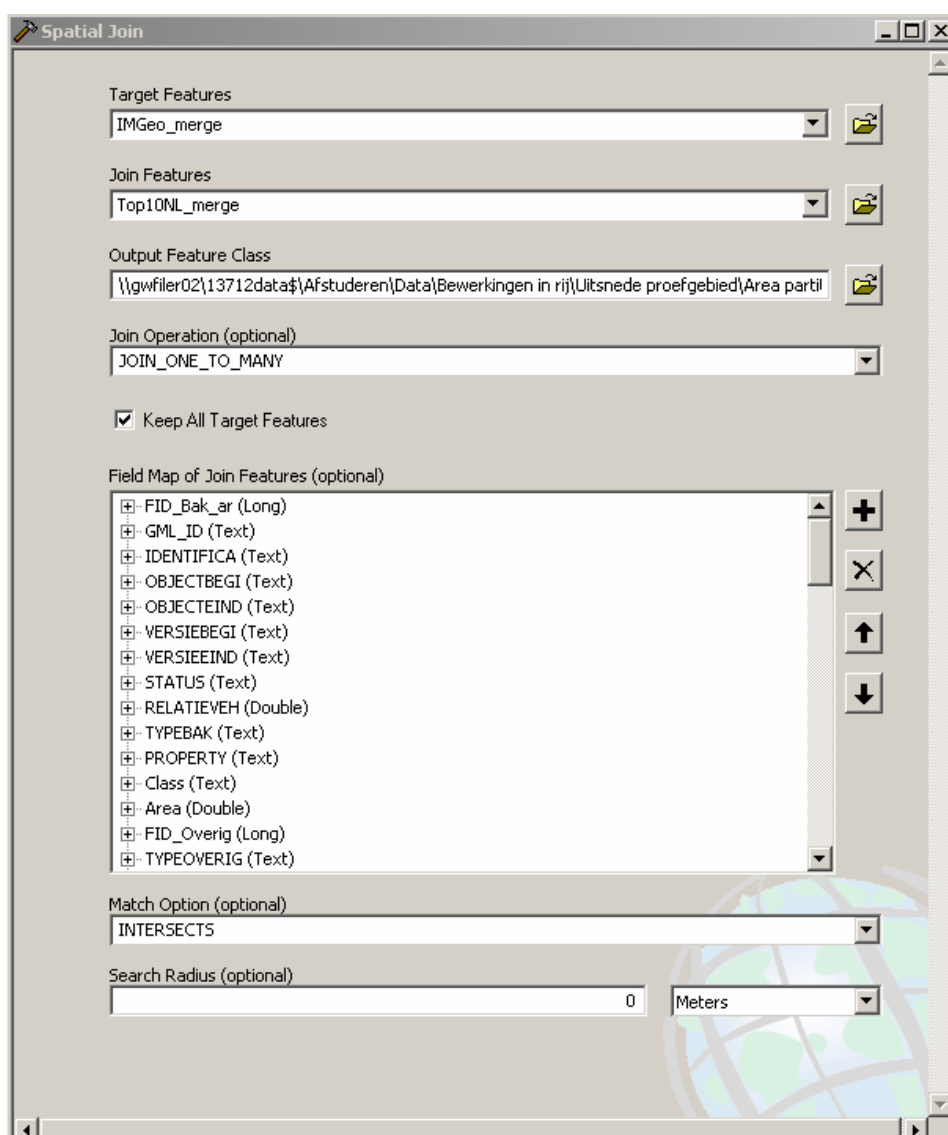 Spatial Join
Target Features
IMGeo_merge
Join Features
Top10NL_merge
Output Feature Class
\\gwfiler02\13712data$\Afstuderen\Data\Bewerkingen in rij\Uitsnede proefgebied\Area partil
Join Operation (optional)
JOIN_ONE_TO_MANY
Keep All Target Features
Field Map of Join Features (optional)
FID_Bak_ar (Long)
GML_ID (Text)
IDENTIFICA (Text)
OBJECTBEGI (Text)
OBJECTEIND (Text)
VERSIEBEGI (Text)
VERSIEEIND (Text)
STATUS (Text)
RELATIEVEH (Double)
TYPEBAK (Text)
PROPERTY (Text)
Class (Text)
Area (Double)
FID_Overig (Long)
TYPEOVERIG (Text)
Match Option (optional)
INTERSECTS
Search Radius (optional)
0 Meters